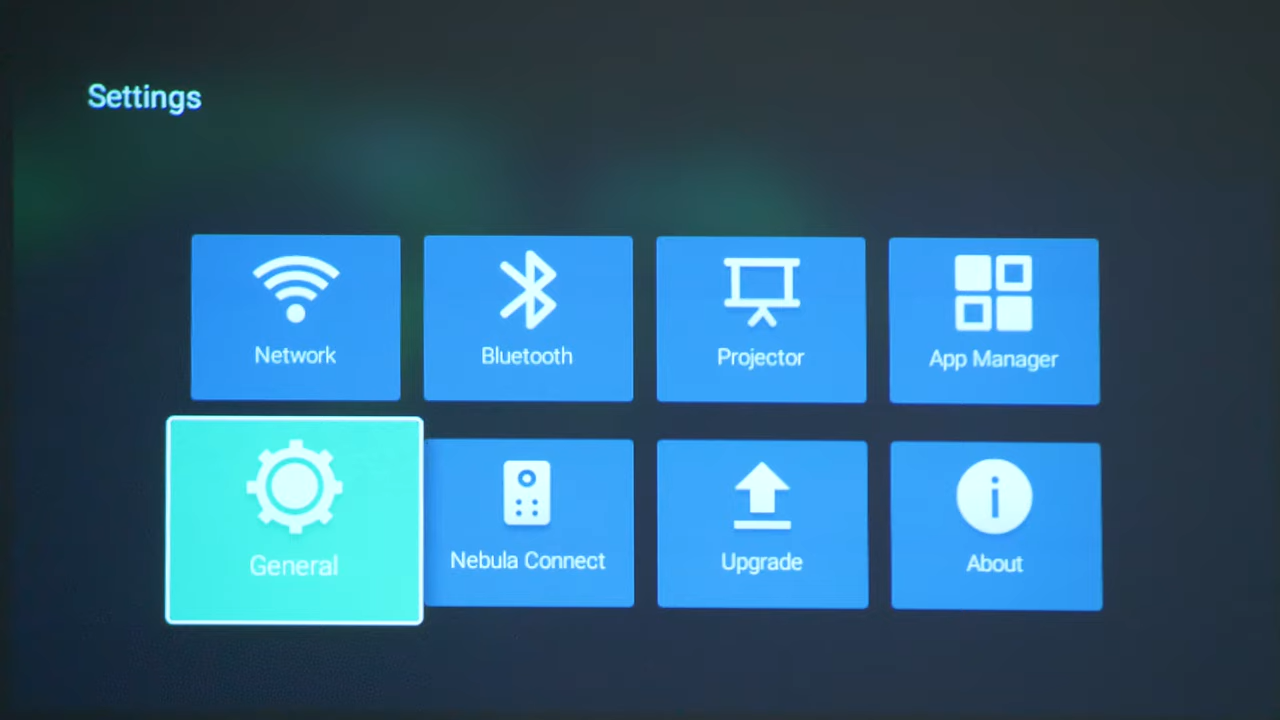 Settings
Network
Bluetooth
Projector
App Manager
General
Nebula Connect
Upgrade
About